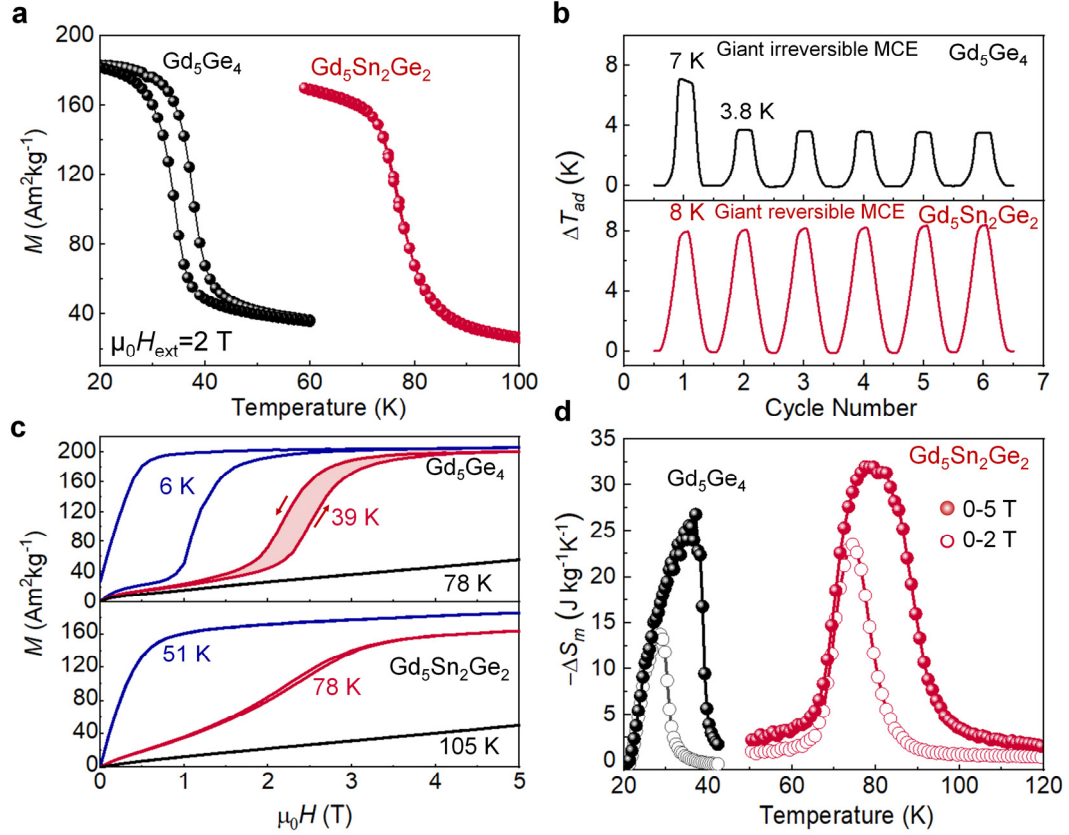 a
M (Am²kg⁻¹)
200
160
120
80
40
Gd₅Ge₄
Gd₅Sn₂Ge₂
μ₀Hₑₓₜ=2 T
20 40 60 80 100
Temperature (K)
b
ΔT_ad (K)
8
4
0
8
4
0
7 K
Giant irreversible MCE
Gd₅Ge₄
3.8 K
8 K
Giant reversible MCE
Gd₅Sn₂Ge₂
0 1 2 3 4 5 6 7
Cycle Number
c
M (Am²kg⁻¹)
200
160
120
80
40
0
160
120
80
40
0
Gd₅Ge₄
6 K
39 K
78 K
51 K
Gd₅Sn₂Ge₂
78 K
105 K
0 1 2 3 4 5
μ₀H (T)
d
−ΔSₘ (J kg⁻¹K⁻¹)
35
30
25
20
15
10
5
0
Gd₅Ge₄
Gd₅Sn₂Ge₂
0-5 T
0-2 T
20 40 60 80 100 120
Temperature (K)